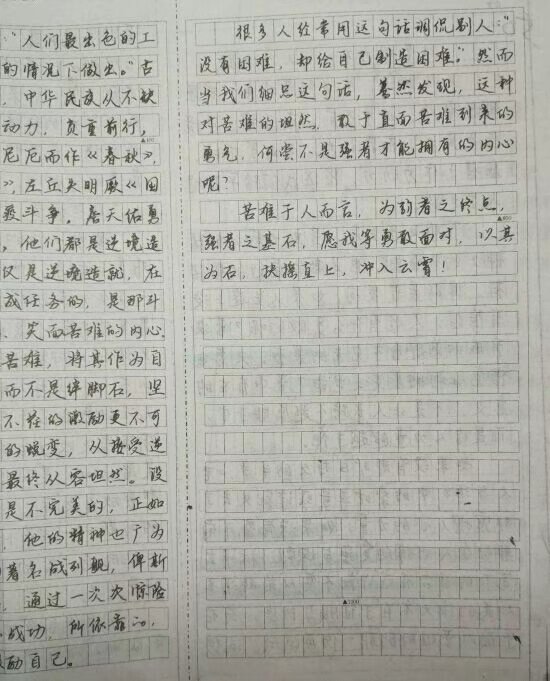 "人们最出色的工
的情况下做出。"古
，中华民族从不缺
动力，负重前行，
尼厄而作《春秋》，
》，左丘失明厥《国
斗争，詹天佑勇
，他们都是逆境造
仅是逆境造就，在
成任务的，是那斗
、笑面苦难的内心。
苦难，将其作为自
而不是绊脚石，坚
不的激励更不可
的蜕变，从接受逆
最终从容坦然。没
是不完美的，正如
，他的精神也广为
著名战列舰，俾斯
，通过一次次惊险
成功，所依靠的，
励自己。
很多人经常用这句话调侃别人："
没有困难，却给自己制造困难。"然而
当我们细思这句话，蓦然发现，这种
对苦难的坦然，敢于直面苦难到来的
勇气，何尝不是强者才能拥有的内心
呢？
苦难于人而言，为弱者之终点，
▲800
强者之基石，愿我等勇敢面对，以其
为石，扶摇直上，冲入云霄！
▲1000